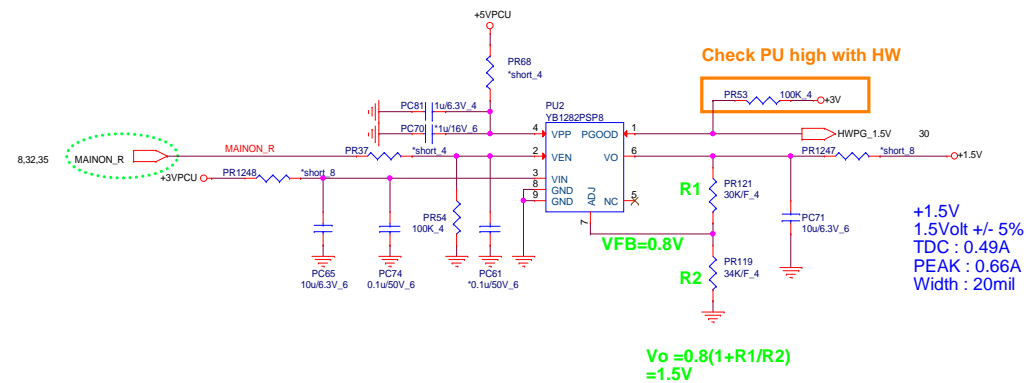 +5VPCU
PR68
*short_4
Check PU high with HW
PR53
100K_4
+3V
PC81
1u/6.3V_4
PC70
*1u/16V_6
PU2
YB1282PSP8
4
VPP
PGOOD
1
HWPG_1.5V
30
8,32,35
MAINON_R
MAINON_R
PR37
*short_4
2
VEN
VO
6
PR1247
*short_8
+1.5V
+3VPCU
PR1248
*short_8
3
VIN
8
GND
9
GND
ADJ
NC
5
7
R1
PR121
30K/F_4
PR54
100K_4
PC71
10u/6.3V_6
VFB=0.8V
PC65
10u/6.3V_6
PC74
0.1u/50V_6
PC61
*0.1u/50V_6
R2
PR119
34K/F_4
+1.5V
1.5Volt +/- 5%
TDC : 0.49A
PEAK : 0.66A
Width : 20mil
Vo =0.8(1+R1/R2)
=1.5V